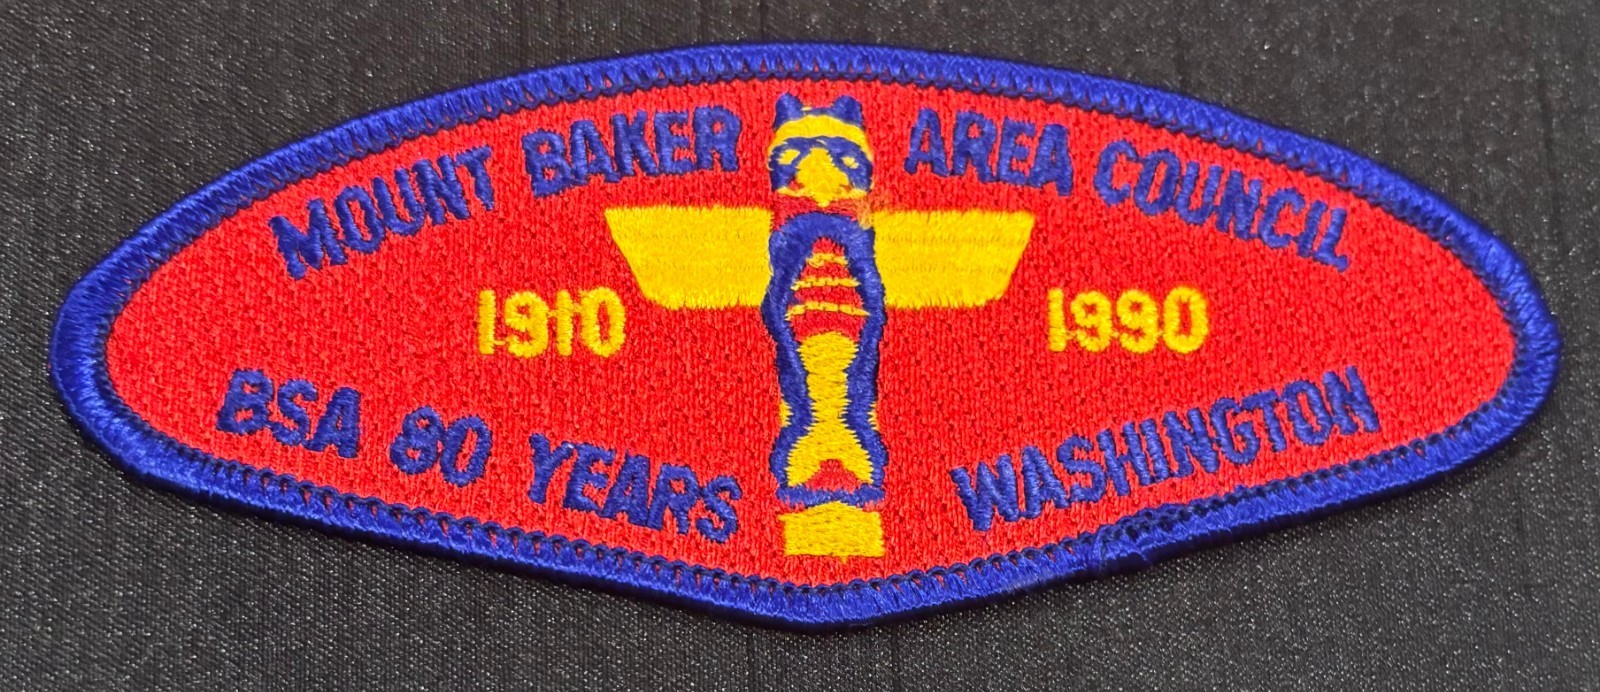 MOUNT BAKER AREA COUNCIL
1910 1990
BSA 80 YEARS WASHINGTON